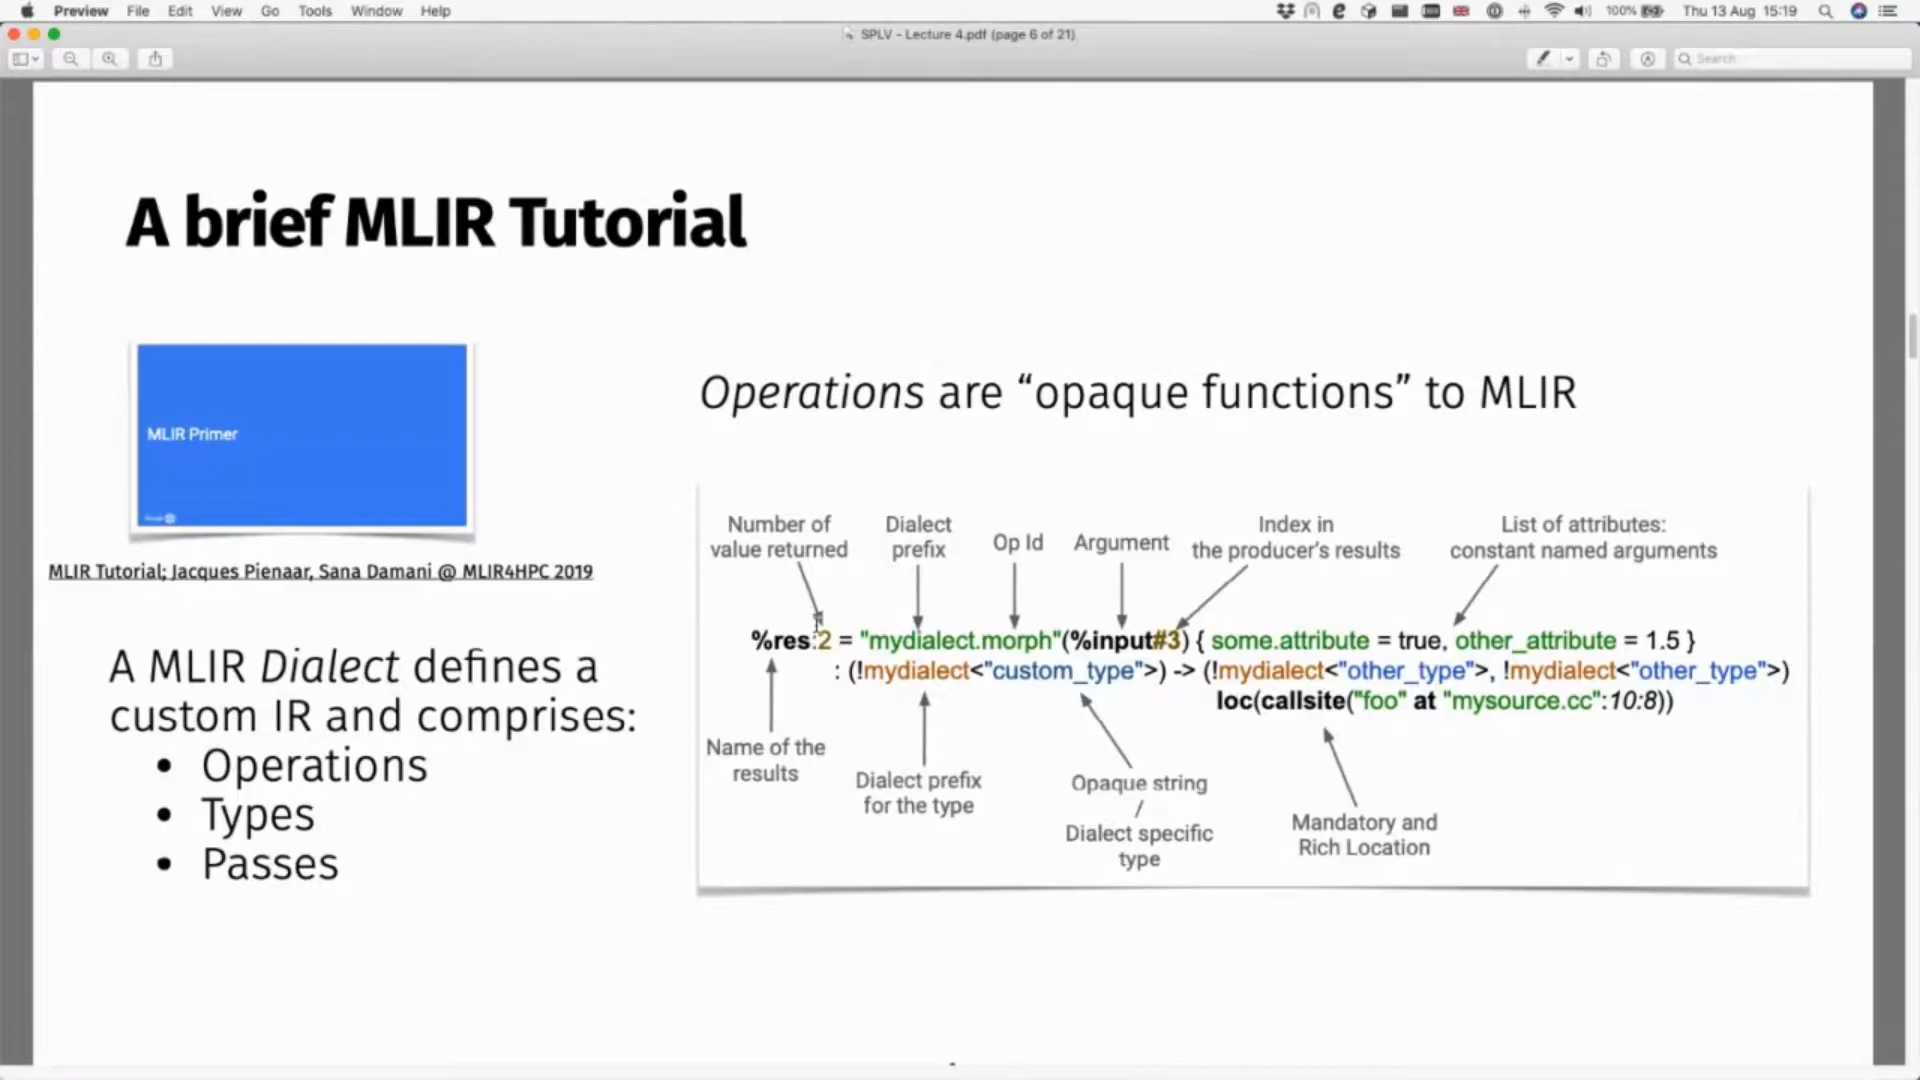 Preview File Edit View Go Tools Window Help
100% Thu 13 Aug 15:19
SPLV - Lecture 4.pdf (page 6 of 21)
Search
A brief MLIR Tutorial
MLIR Primer
MLIR Tutorial; Jacques Pienaar, Sana Damani @ MLIR4HPC 2019
A MLIR Dialect defines a
custom IR and comprises:
• Operations
• Types
• Passes
Operations are “opaque functions” to MLIR
Number of
value returned
Dialect
prefix
Op Id
Argument
Index in
the producer's results
List of attributes:
constant named arguments
%res:2 = "mydialect.morph"(%input#3) { some.attribute = true, other_attribute = 1.5 }
: (!mydialect<"custom_type">) -> (!mydialect<"other_type">, !mydialect<"other_type">)
loc(callsite("foo" at "mysource.cc":10:8))
Name of the
results
Dialect prefix
for the type
Opaque string
/
Dialect specific
type
Mandatory and
Rich Location